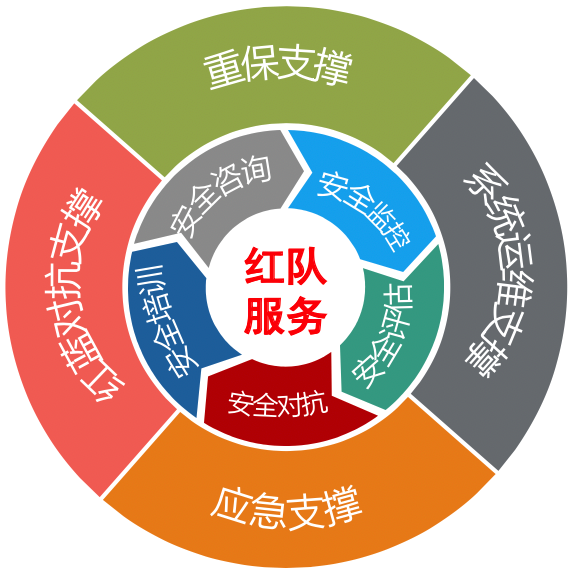 重保支撑
系统运维支撑
应急支撑
红蓝对抗支撑
安全咨询
安全监控
安全评估
安全对抗
安全培训
红队
服务